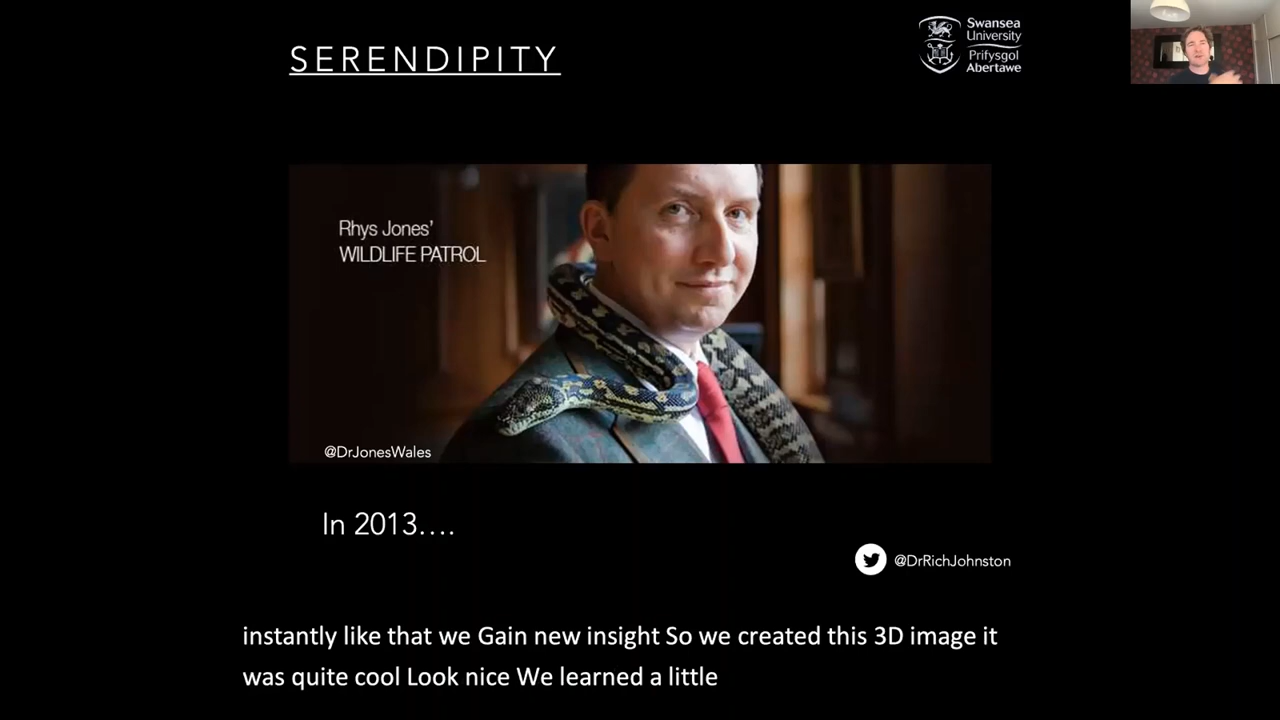 SERENDIPITY
Swansea
University
Prifysgol
Abertawe
Rhys Jones'
WILDLIFE PATROL
@DrJonesWales
In 2013....
@DrRichJohnston
instantly like that we Gain new insight So we created this 3D image it
was quite cool Look nice We learned a little